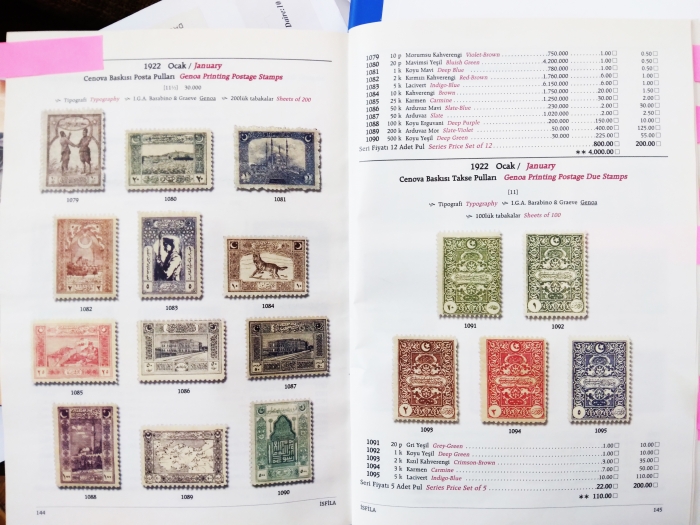 1922 Ocak / January
Cenova Baskısı Posta Pulları Genoa Printing Postage Stamps
[11½] 50.000
Tipografi Typography I.G.A. Barabino & Graeve Genoa 200lük tabakalar Sheets of 200
1079
1080
1081
1082
1083
1084
1085
1086
1087
1088
1089
1090
144
ISFİLA
1079 10 p Morumsu Kahverengi Violet-Brown 750.000 1.00 0.50
1080 20 p Mavimsi Yeşil Bluish Green 4,200.000 1.00 0.50
1081 1 k Koyu Mavi Deep Blue 780.000 1.00
1082 2 k Kırmızı Kahverengi Red-Brown 1,760.000 6.00 1.00
1083 5 k Lacivert Indigo-Blue 6,150.000 6.00 1.00
1084 10 k Kahverengi Brown 1,750.000 20.00 1.50
1085 25 k Karmen Carmine 1,250.000 30.00 2.00
1086 50 k Arduvaz Mavi Slate-Blue 230.000 2.00 30.00
1087 50 k Arduvaz Slate 1,020.000 2.00 2.50
1088 100 k Koyu Erguvani Deep Purple 200.000 150.00 10.00
1089 200 k Arduvaz Mor Slate-Violet 50.000 400.00 125.00
1090 500 k Koyu Yeşil Deep Green 50.000 225.00 55.00
Seri Fiyatı 12 Adet Pul Series Price Set of 12 800.00 200.00
** 4,000.00
1922 Ocak / January
Cenova Baskısı Takse Pulları Genoa Printing Postage Due Stamps
[11]
Tipografi Typography I.G.A. Barabino & Graeve Genoa
100lük tabakalar Sheets of 100
1091
1092
1093
1094
1095
1091 20 p Gri Yeşil Grey-Green 1.00 10.00
1092 1 k Koyu Yeşil Deep Green 1.00 10.00
1093 2 k Kızıl Kahverengi Crimson-Brown 3.00 35.00
1094 3 k Karmen Carmine 7.00 50.00
1095 5 k Lacivert Indigo-Blue 10.00 110.00
Seri Fiyatı 5 Adet Pul Series Price Set of 5 22.00 200.00
** 110.00
ISFİLA
145